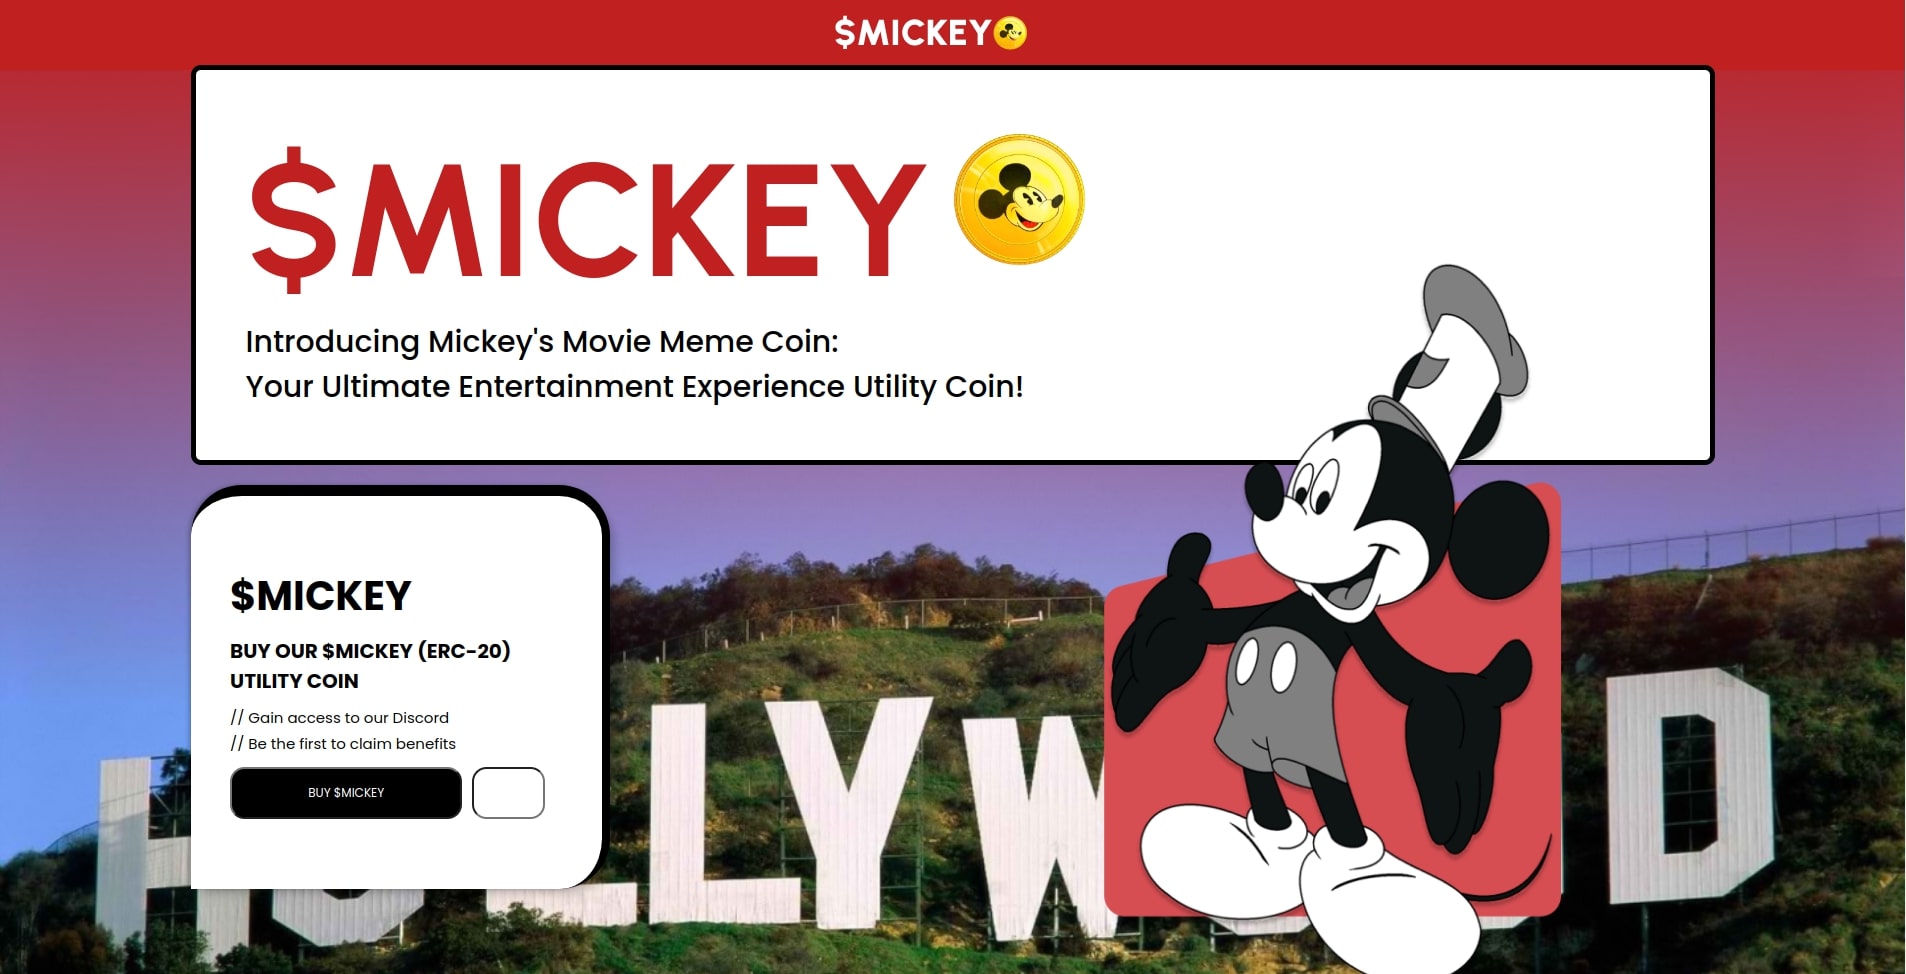 $MICKEY
$MICKEY
Introducing Mickey's Movie Meme Coin:
Your Ultimate Entertainment Experience Utility Coin!
$MICKEY
BUY OUR $MICKEY (ERC-20)
UTILITY COIN
// Gain access to our Discord
// Be the first to claim benefits
BUY $MICKEY
HOLLYWOOD